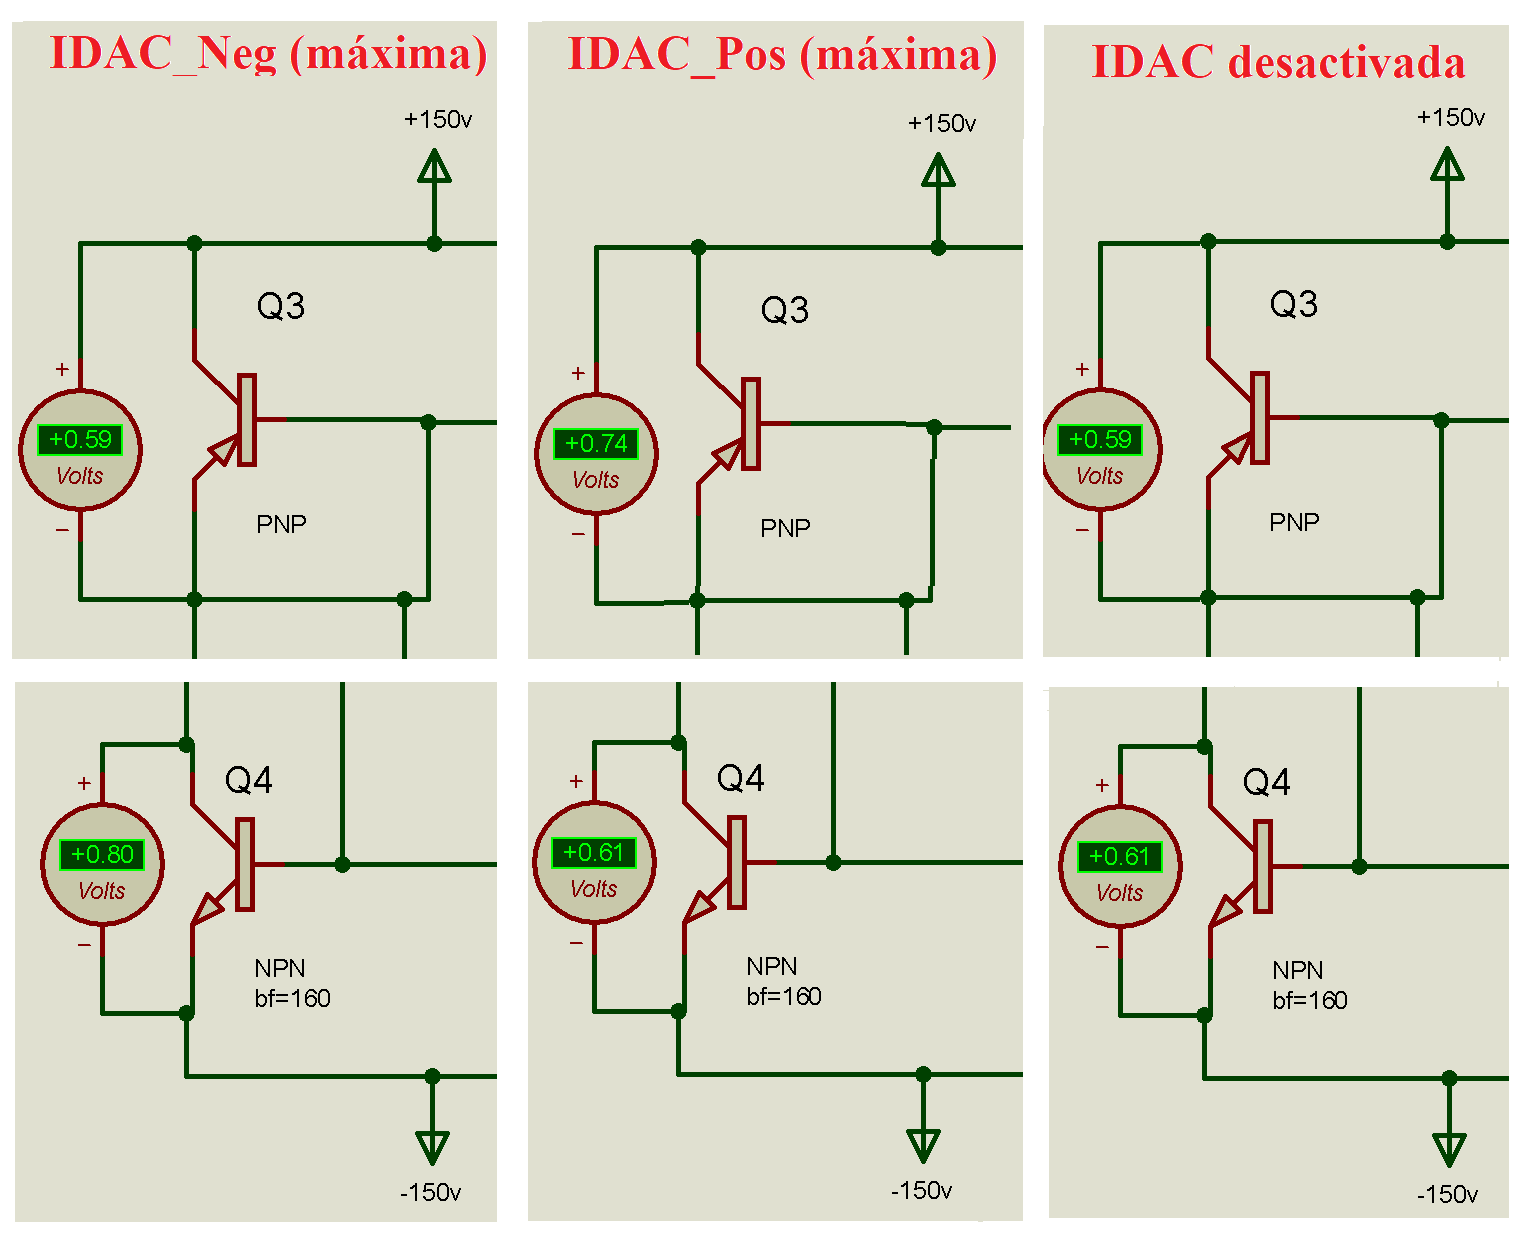 IDAC_Neg (máxima)
+150v
Q3
+
+0.59
Volts
−
PNP
IDAC_Pos (máxima)
+150v
Q3
+
+0.74
Volts
−
PNP
IDAC desactivada
+150v
Q3
+
+0.59
Volts
−
PNP
Q4
+
+0.80
Volts
−
NPN
bf=160
-150v
Q4
+
+0.61
Volts
−
NPN
bf=160
-150v
Q4
+
+0.61
Volts
−
NPN
bf=160
-150v